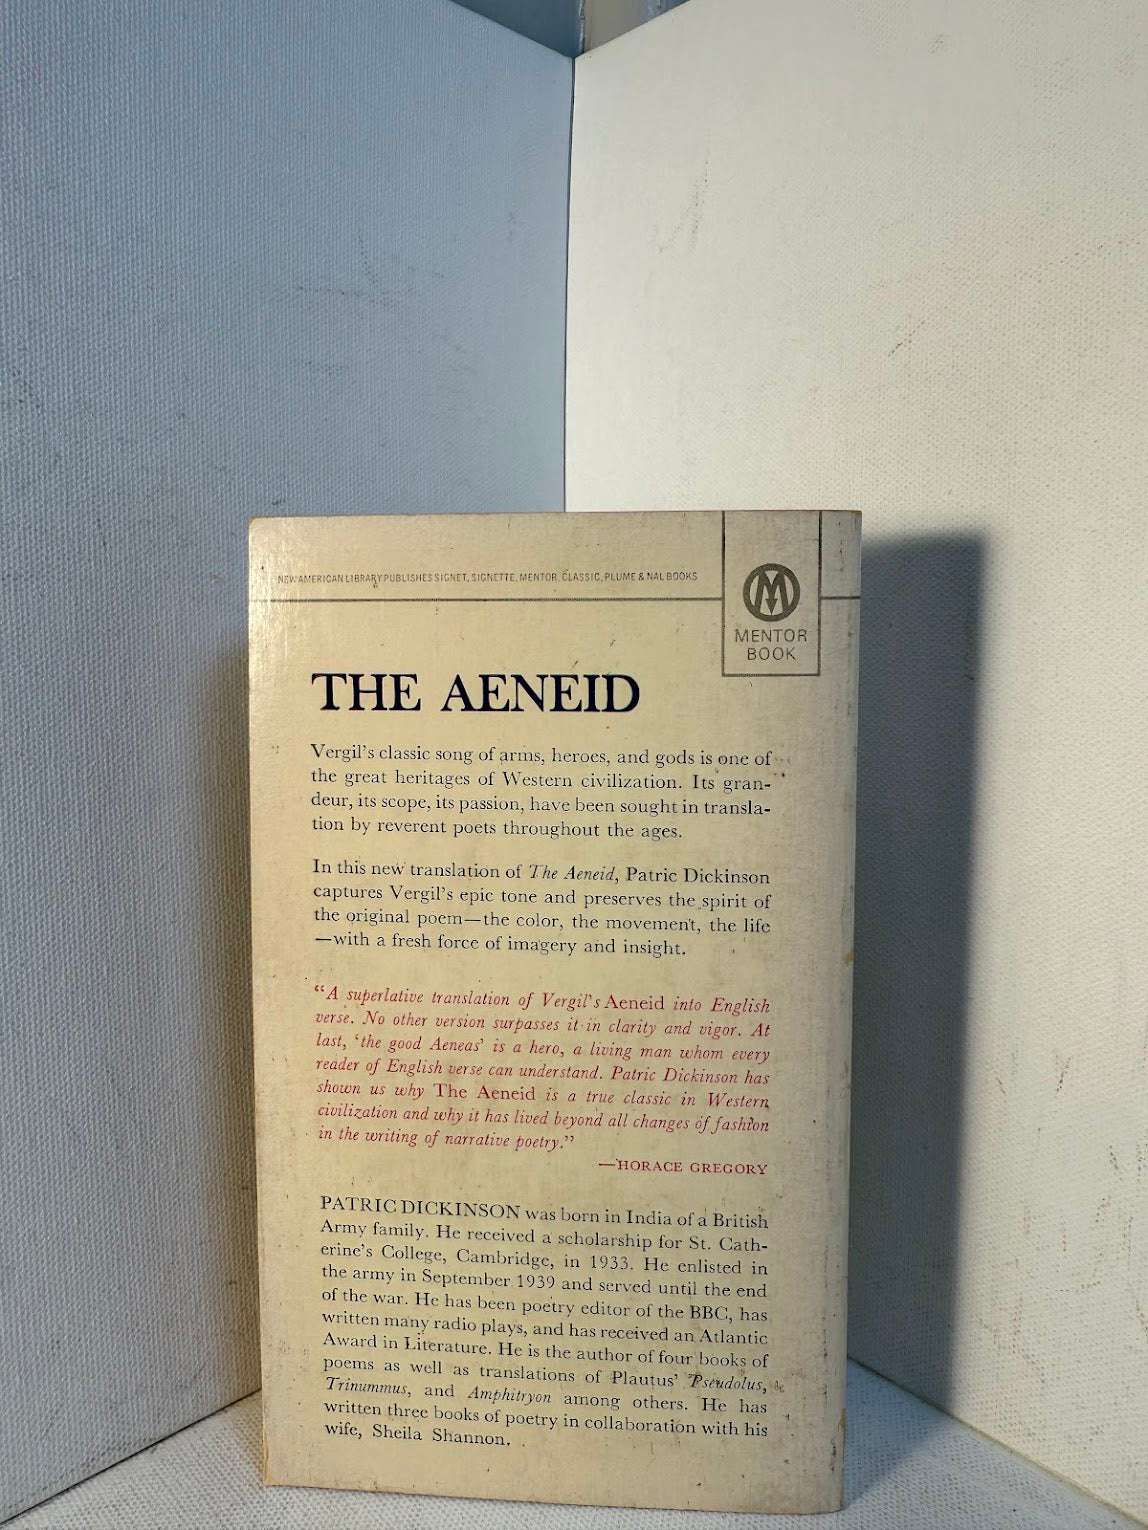 NEW AMERICAN LIBRARY PUBLISHES SIGNET, SIGNETTE, MENTOR, CLASSIC, PLUME & NAL BOOKS
M
MENTOR
BOOK
THE AENEID
Vergil's classic song of arms, heroes, and gods is one of
the great heritages of Western civilization. Its gran-
deur, its scope, its passion, have been sought in transla-
tion by reverent poets throughout the ages.
In this new translation of The Aeneid, Patric Dickinson
captures Vergil's epic tone and preserves the spirit of
the original poem—the color, the movement, the life
—with a fresh force of imagery and insight.
"A superlative translation of Vergil's Aeneid into English
verse. No other version surpasses it in clarity and vigor. At
last, 'the good Aeneas' is a hero, a living man whom every
reader of English verse can understand. Patric Dickinson has
shown us why The Aeneid is a true classic in Western
civilization and why it has lived beyond all changes of fashion
in the writing of narrative poetry."
—HORACE GREGORY
PATRIC DICKINSON was born in India of a British
Army family. He received a scholarship for St. Cath-
erine's College, Cambridge, in 1933. He enlisted in
the army in September 1939 and served until the end
of the war. He has been poetry editor of the BBC, has
written many radio plays, and has received an Atlantic
Award in Literature. He is the author of four books of
poems as well as translations of Plautus' Pseudolus,
Trinummus, and Amphitryon among others. He has
written three books of poetry in collaboration with his
wife, Sheila Shannon.